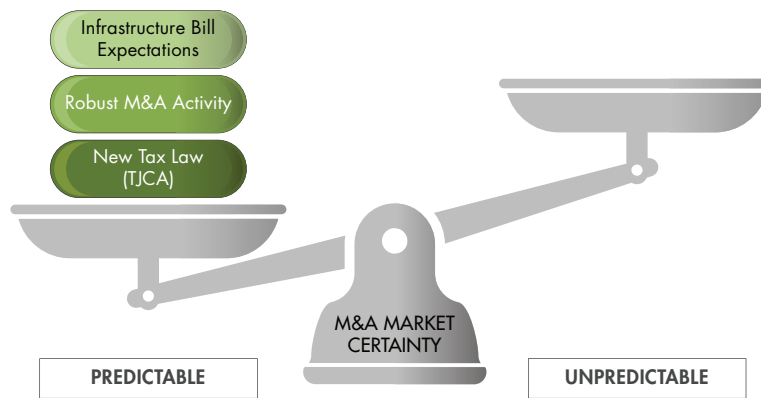 Infrastructure Bill
Expectations
Robust M&A Activity
New Tax Law
(TJCA)
M&A MARKET
CERTAINTY
PREDICTABLE
UNPREDICTABLE